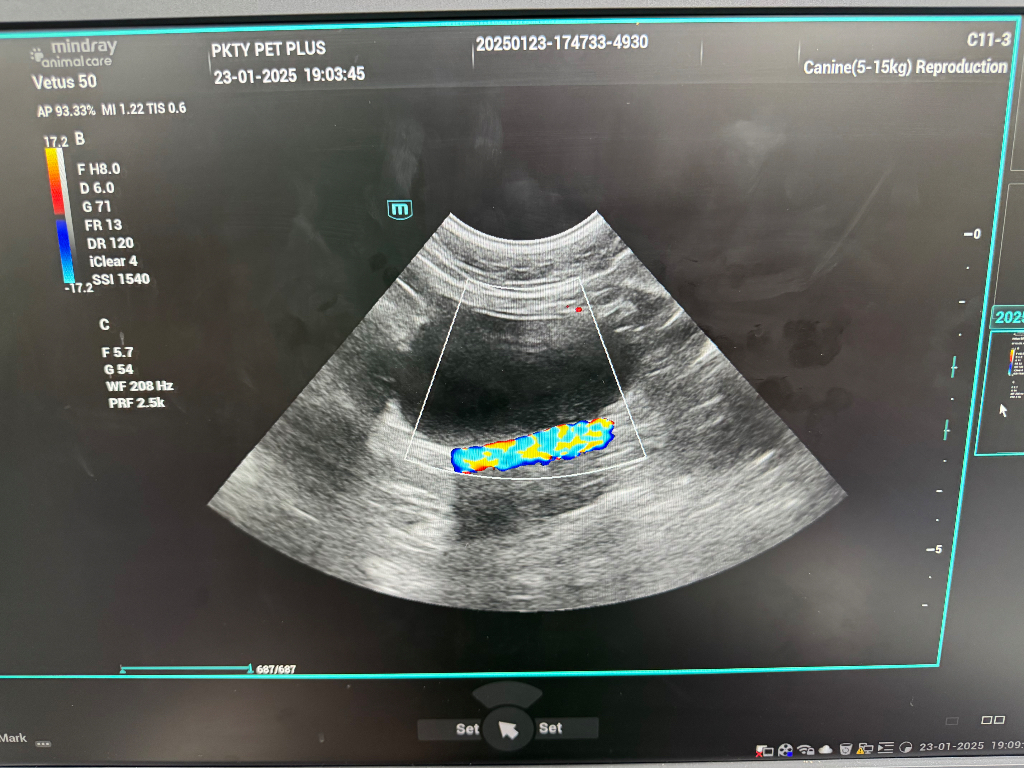 mindray
animalcare
Vetus 50
PKTY PET PLUS
23-01-2025 19:03:45
20250123-174733-4930
C11-3
Canine(5-15kg) Reproduction
AP 93.33% MI 1.22 TIS 0.6
17.2
B
F H8.0
D 6.0
G 71
FR 13
DR 120
iClear 4
SSI 1540
-17.2
C
F 5.7
G 54
WF 208 Hz
PRF 2.5k
m
0
5
2025
687/687
Set
Set
Mark
23-01-2025 19:09: